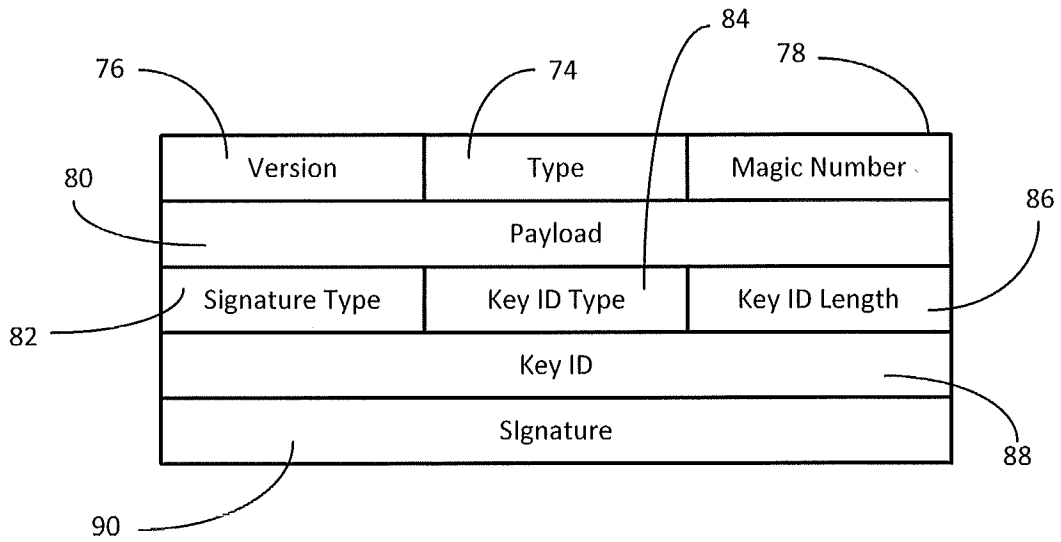 84
76 74 78
Version Type Magic Number
80
86
Payload
Signature Type Key ID Type Key ID Length
82
Key ID
SIgnature
88
90